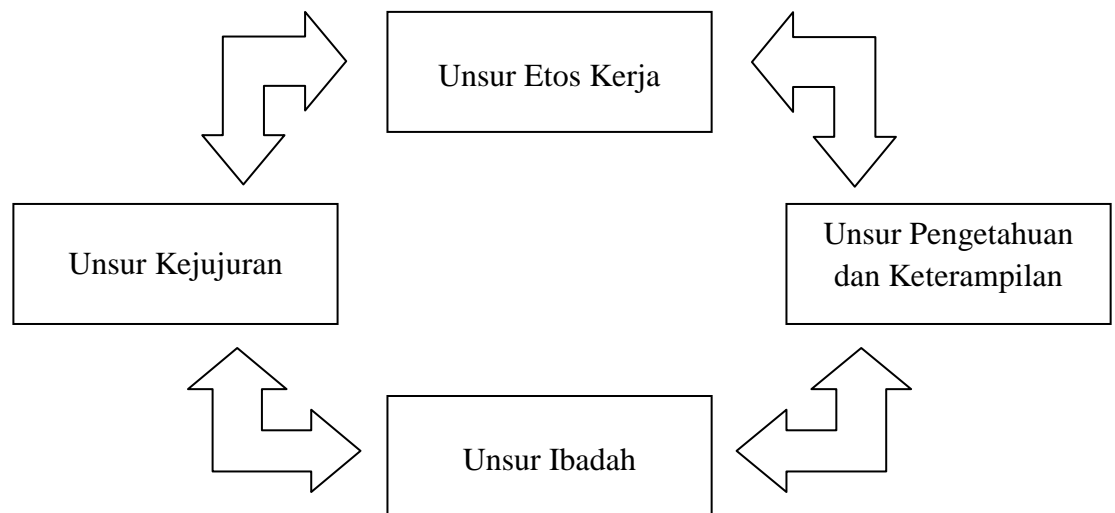 Unsur Etos Kerja
Unsur Kejujuran
Unsur Pengetahuan
dan Keterampilan
Unsur Ibadah